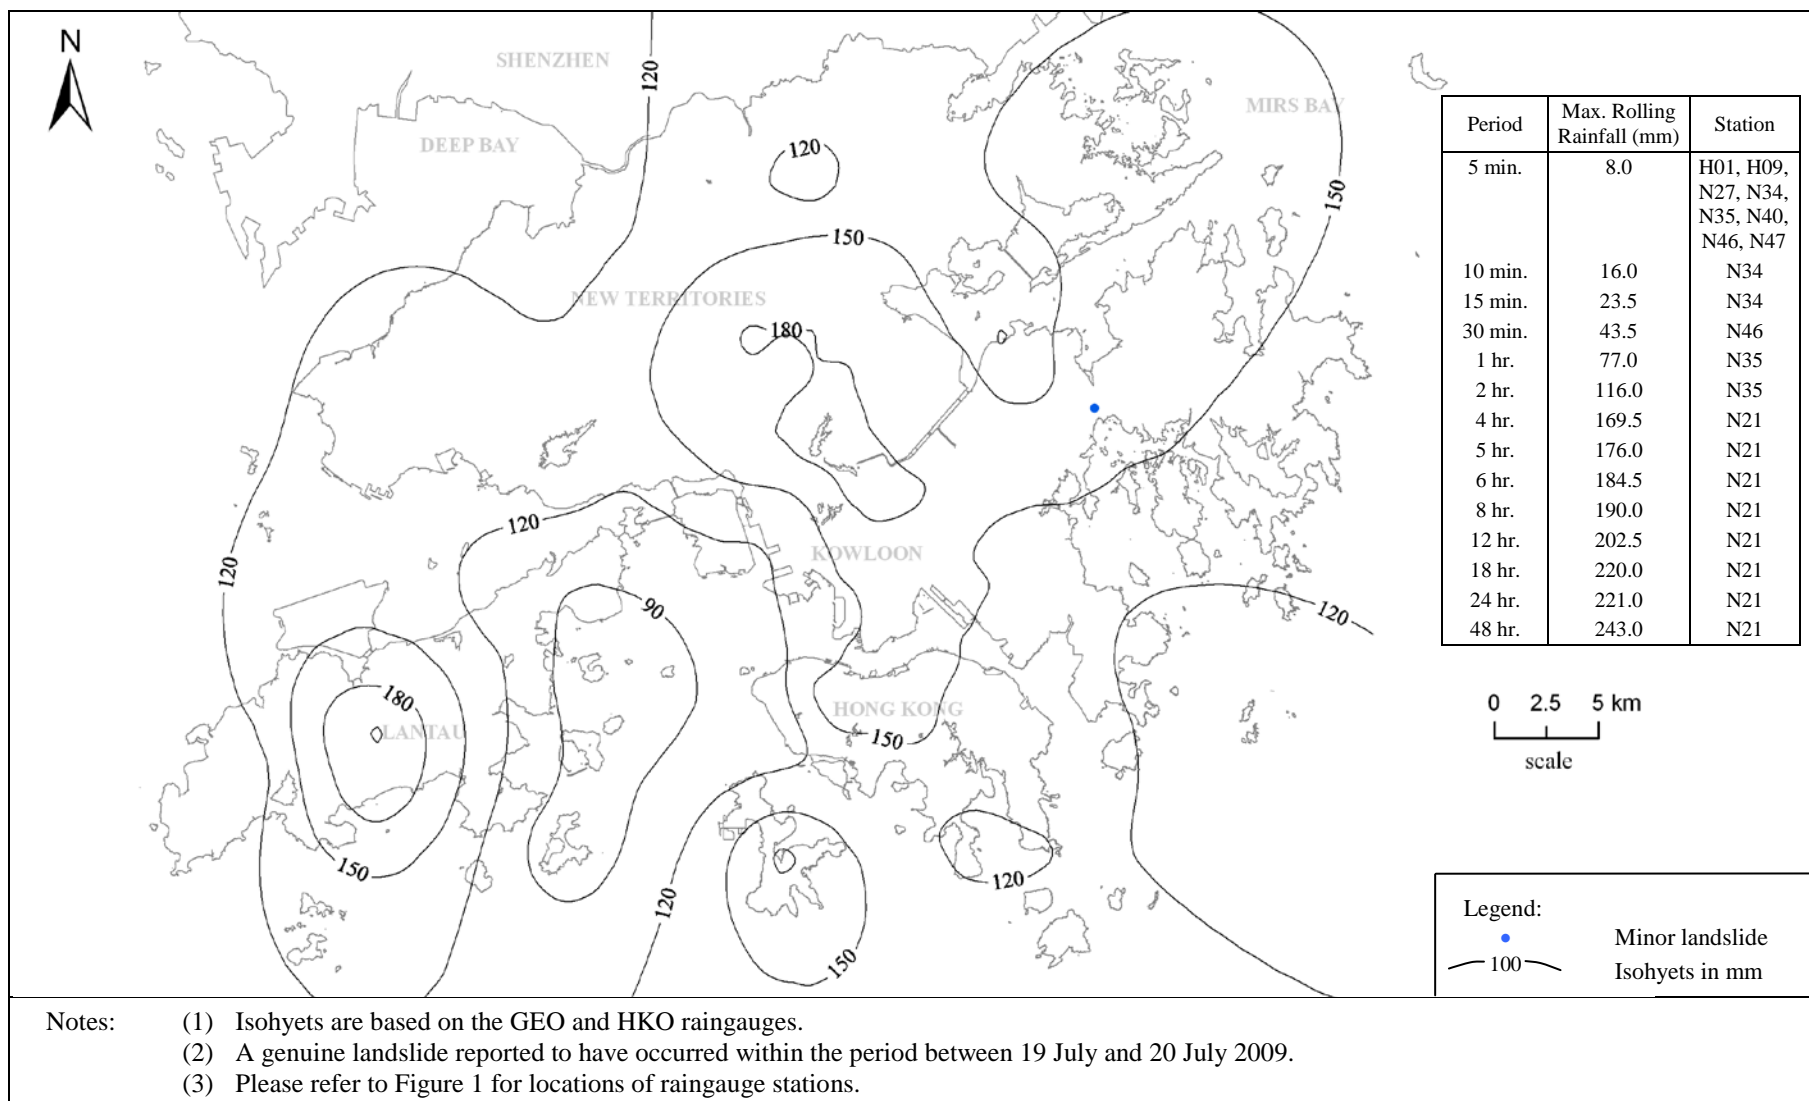 N
SHENZHEN
120
MIRS BAY
DEEP BAY
120
150
150
NEW TERRITORIES
180
120
KOWLOON
120
90
120
180
LANTAU
HONG KONG
150
150
120
120
150
Period Max. Rolling Rainfall (mm) Station
5 min. 8.0 H01, H09,
N27, N34,
N35, N40,
N46, N47
10 min. 16.0 N34
15 min. 23.5 N34
30 min. 43.5 N46
1 hr. 77.0 N35
2 hr. 116.0 N35
4 hr. 169.5 N21
5 hr. 176.0 N21
6 hr. 184.5 N21
8 hr. 190.0 N21
12 hr. 202.5 N21
18 hr. 220.0 N21
24 hr. 221.0 N21
48 hr. 243.0 N21
0 2.5 5 km
scale
Legend:
Minor landslide
100 Isohyets in mm
Notes: (1) Isohyets are based on the GEO and HKO raingauges.
(2) A genuine landslide reported to have occurred within the period between 19 July and 20 July 2009.
(3) Please refer to Figure 1 for locations of raingauge stations.